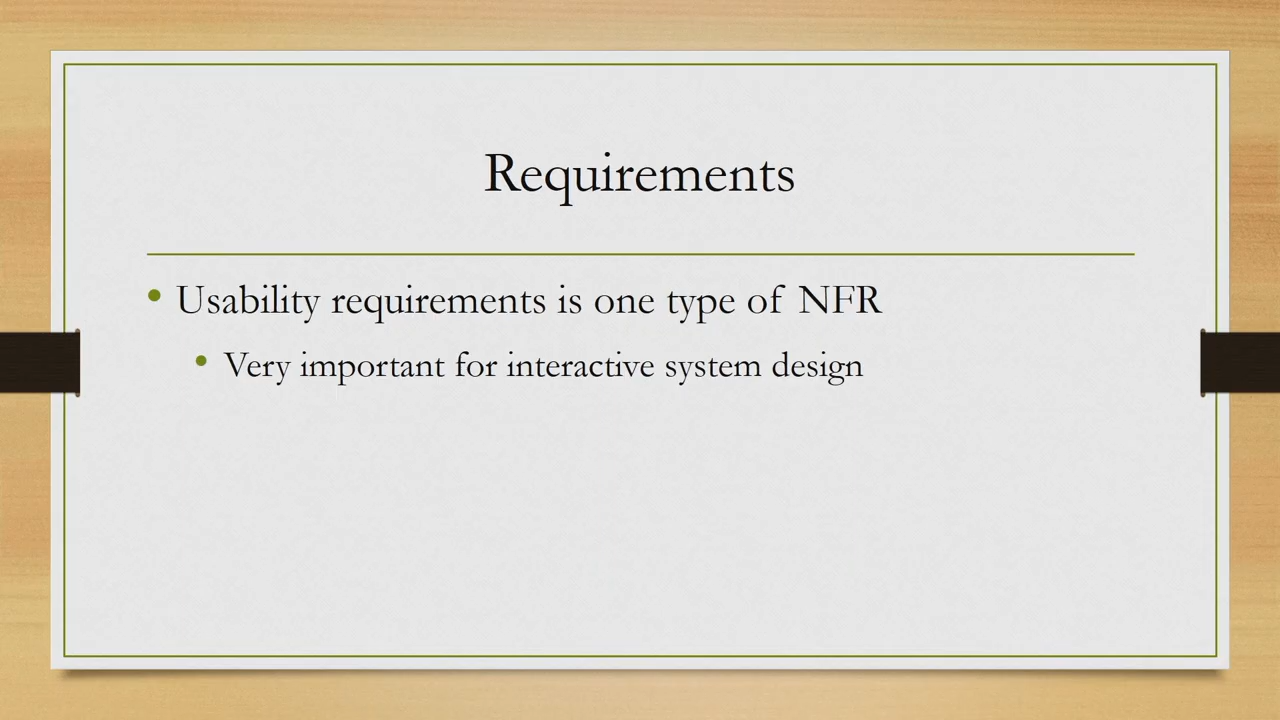 Requirements
Usability requirements is one type of NFR
Very important for interactive system design